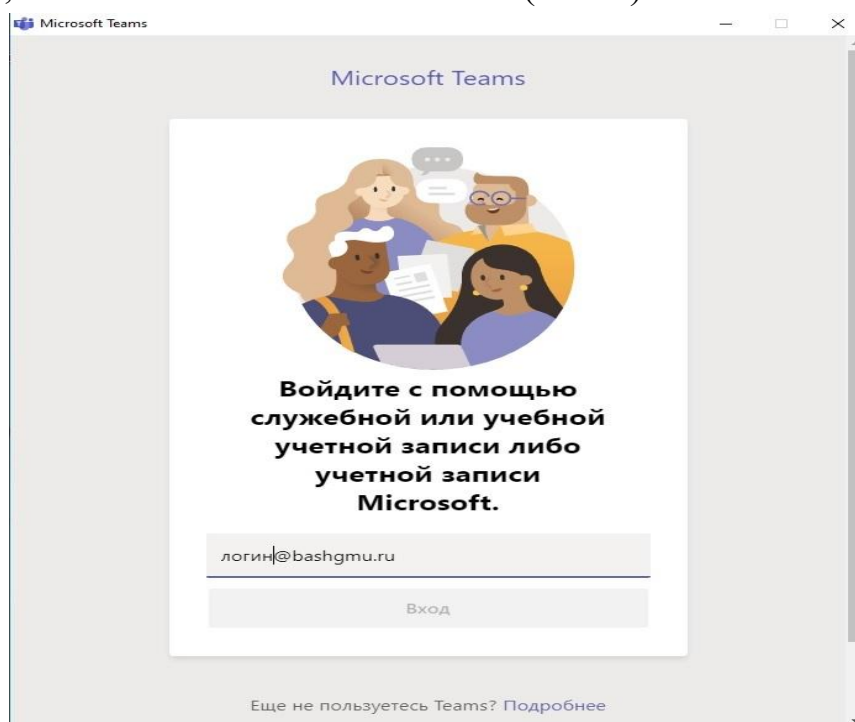 Microsoft Teams
Microsoft Teams
Войдите с помощью
служебной или учебной
учетной записи либо
учетной записи
Microsoft.
логин@bashgmu.ru
Вход
Еще не пользуетесь Teams? Подробнее